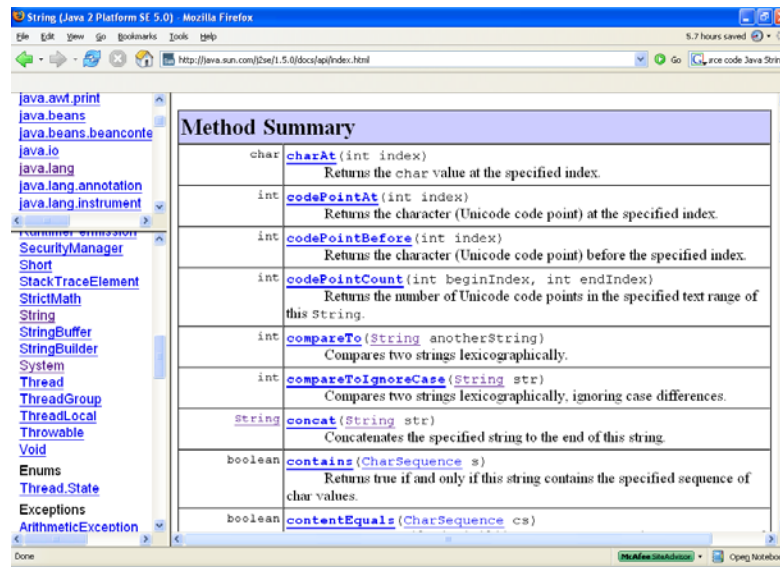 String (Java 2 Platform SE 5.0) - Mozilla Firefox
File Edit View Go Bookmarks Tools Help
5.7 hours saved
http://java.sun.com/j2se/1.5.0/docs/api/index.html
Go
rce code Java Strin
java.awt.print
java.beans
java.beans.beanconte
java.io
java.lang
java.lang.annotation
java.lang.instrument
RuntimePermission
SecurityManager
Short
StackTraceElement
StrictMath
String
StringBuffer
StringBuilder
System
Thread
ThreadGroup
ThreadLocal
Throwable
Void
Enums
Thread.State
Exceptions
ArithmeticException
Method Summary
char charAt(int index)
Returns the char value at the specified index.
int codePointAt(int index)
Returns the character (Unicode code point) at the specified index.
int codePointBefore(int index)
Returns the character (Unicode code point) before the specified index.
int codePointCount(int beginIndex, int endIndex)
Returns the number of Unicode code points in the specified text range of
this String.
int compareTo(String anotherString)
Compares two strings lexicographically.
int compareToIgnoreCase(String str)
Compares two strings lexicographically, ignoring case differences.
String concat(String str)
Concatenates the specified string to the end of this string.
boolean contains(CharSequence s)
Returns true if and only if this string contains the specified sequence of
char values.
boolean contentEquals(CharSequence cs)
Done
McAfee SiteAdvisor
Open Notebo